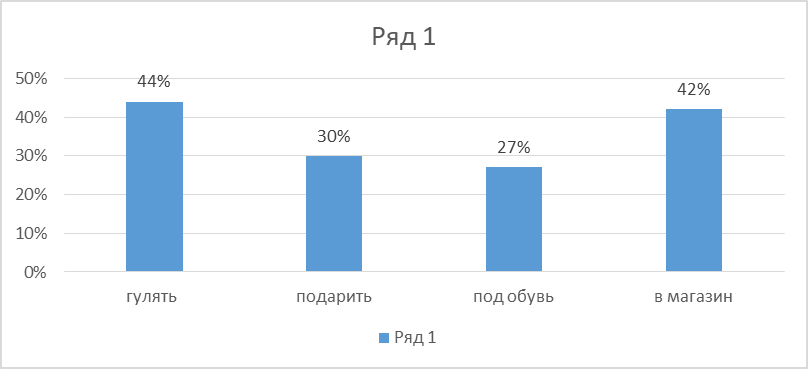 Ряд 1
50%
40%
30%
20%
10%
0%
44%
30%
27%
42%
гулять
подарить
под обувь
в магазин
Ряд 1